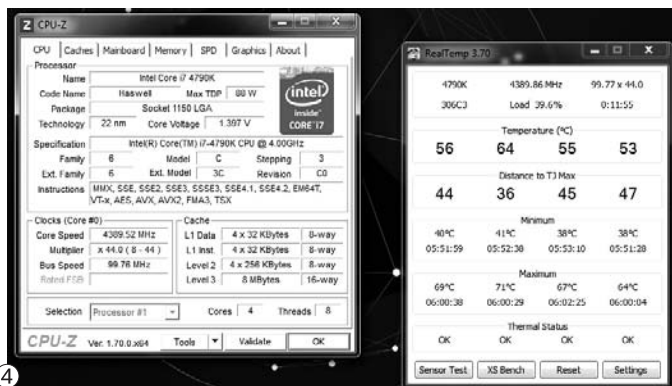 CPU-Z
CPU Caches Mainboard Memory SPD Graphics About
Processor
Name Intel Core i7 4790K
Code Name Haswell Max TDP 88 W
Package Socket 1150 LGA
Technology 22 nm Core Voltage 1.397 V
intel
inside
CORE i7
Specification Intel(R) Core(TM) i7-4790K CPU @ 4.00GHz
Family 6 Model C Stepping 3
Ext. Family 6 Ext. Model 3C Revision C0
Instructions MMX, SSE, SSE2, SSE3, SSSE3, SSE4.1, SSE4.2, EM64T,
VT-x, AES, AVX, AVX2, FMA3, TSX
Clocks (Core #0) Cache
Core Speed 4389.52 MHz L1 Data 4 x 32 KBytes 8-way
Multiplier x 44.0 ( 8 - 44 ) L1 Inst. 4 x 32 KBytes 8-way
Bus Speed 99.76 MHz Level 2 4 x 256 KBytes 8-way
Rated FSB Level 3 8 MBytes 16-way
Selection Processor #1 Cores 4 Threads 8
CPU-Z Ver. 1.70.0.x64 Tools Validate OK
4
RealTemp 3.70
4790K 4389.86 MHz 99.77 x 44.0
306C3 Load 39.6% 0:11:55
Temperature (°C)
56 64 55 53
Distance to TJ Max
44 36 45 47
Minimum
40°C 41°C 38°C 38°C
05:51:59 05:52:38 05:53:10 05:51:28
Maximum
69°C 71°C 67°C 64°C
06:00:38 06:00:29 06:02:25 06:00:04
Thermal Status
OK OK OK OK
Sensor Test XS Bench Reset Settings